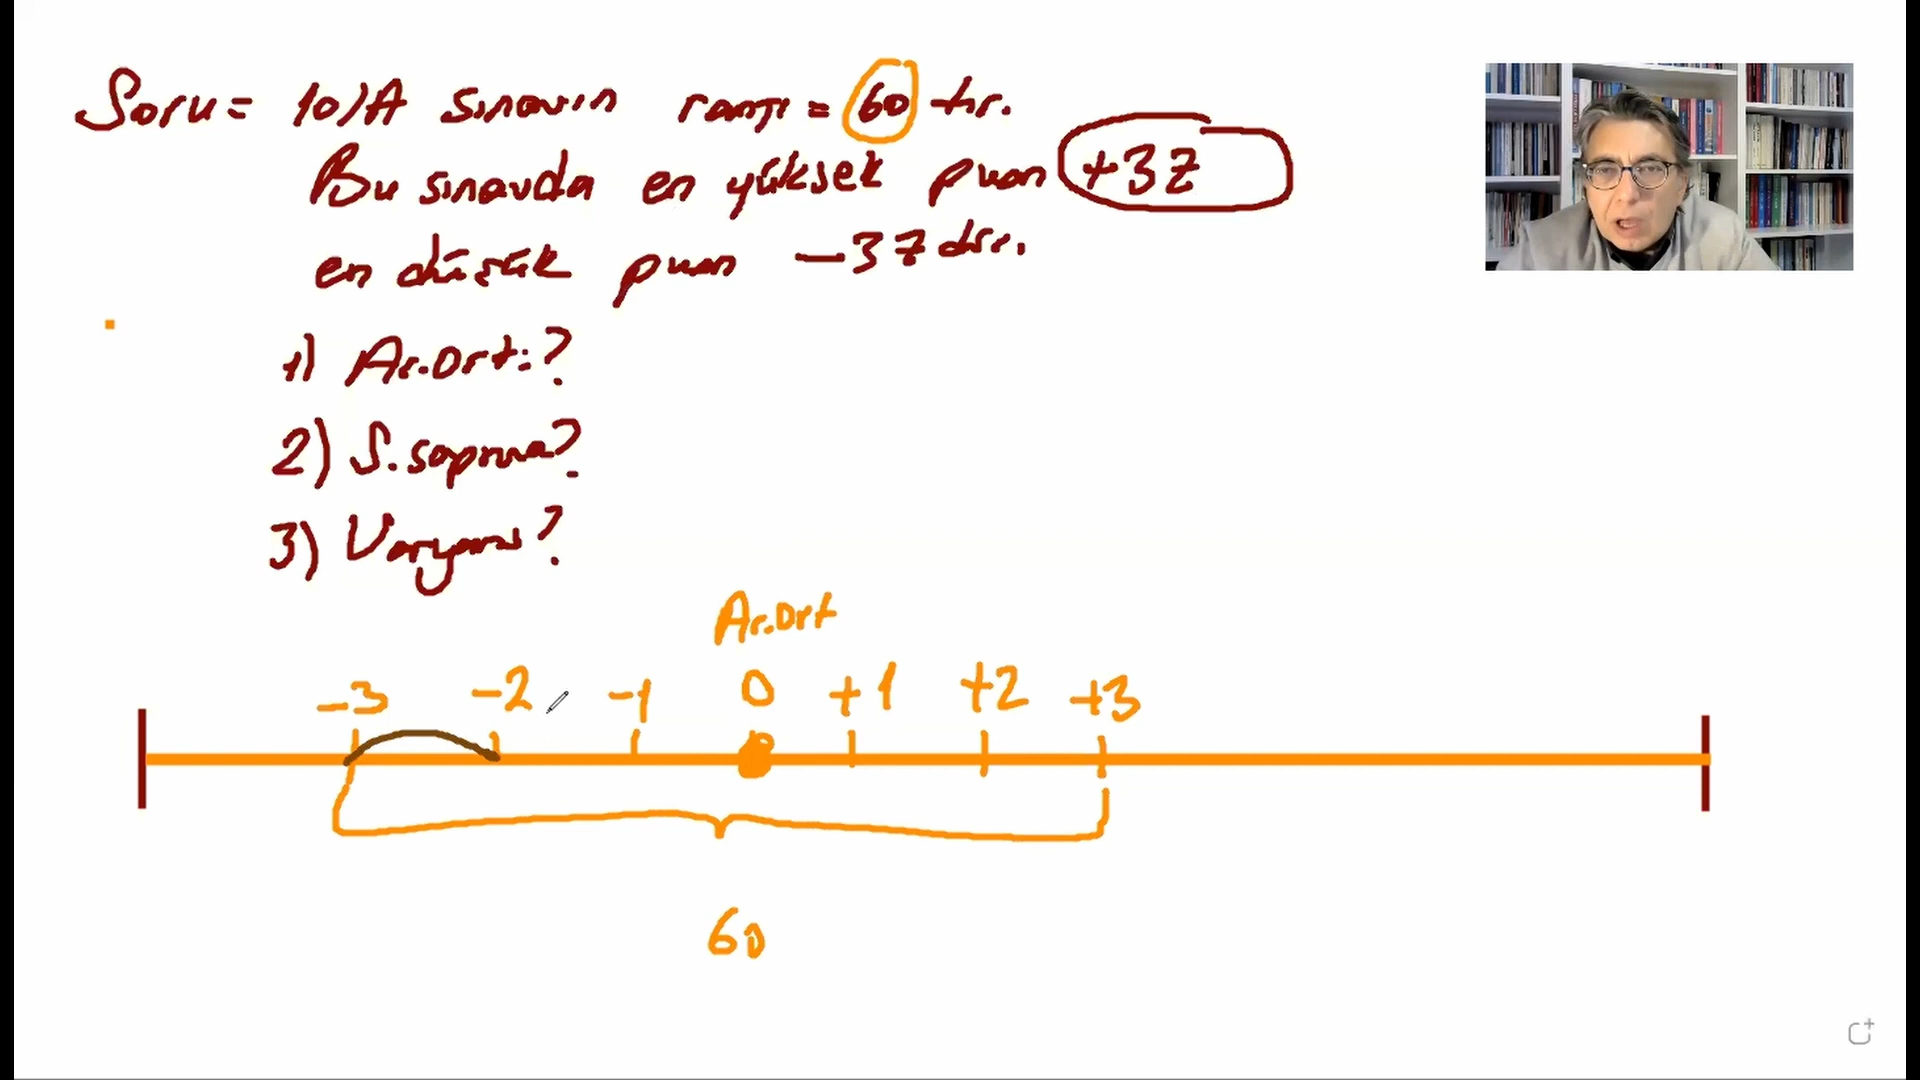 Soru = 10/A sınavın ranjı = 60 tır.
Bu sınavda en yüksek puan +3Z
en düşük puan -3Z dir.
1) Ar.Ort:?
2) S.sapma?
3) Varyans?
Ar.Ort
-3 -2 -1 0 +1 +2 +3
60